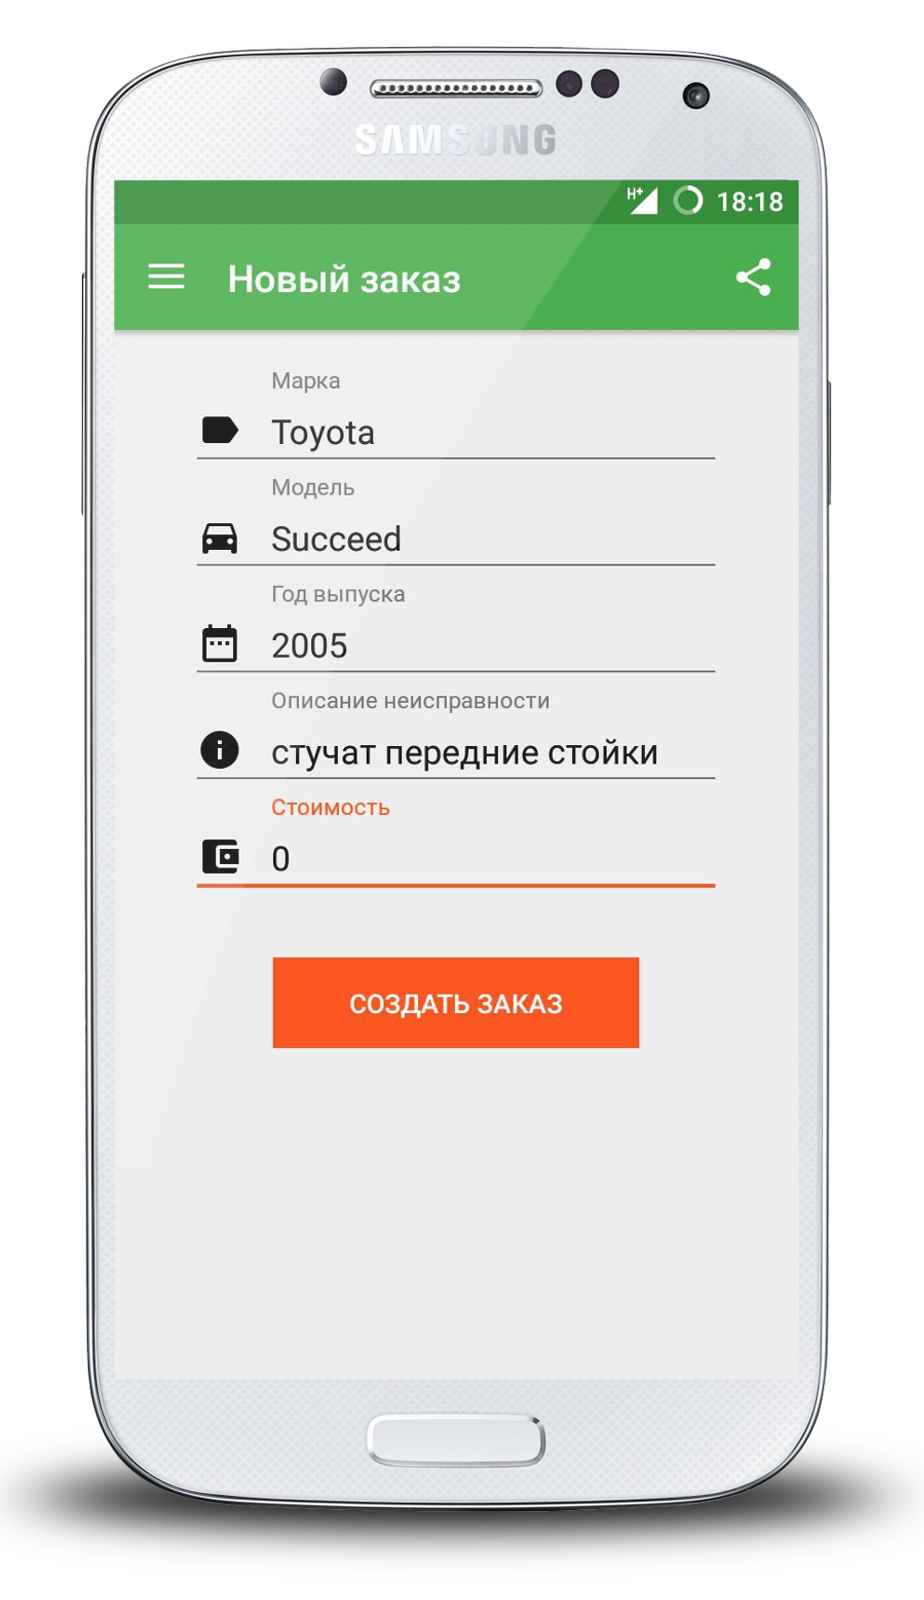 SAMSUNG
H+ 18:18
Новый заказ
Марка
Toyota
Модель
Succeed
Год выпуска
2005
Описание неисправности
стучат передние стойки
Стоимость
0
СОЗДАТЬ ЗАКАЗ